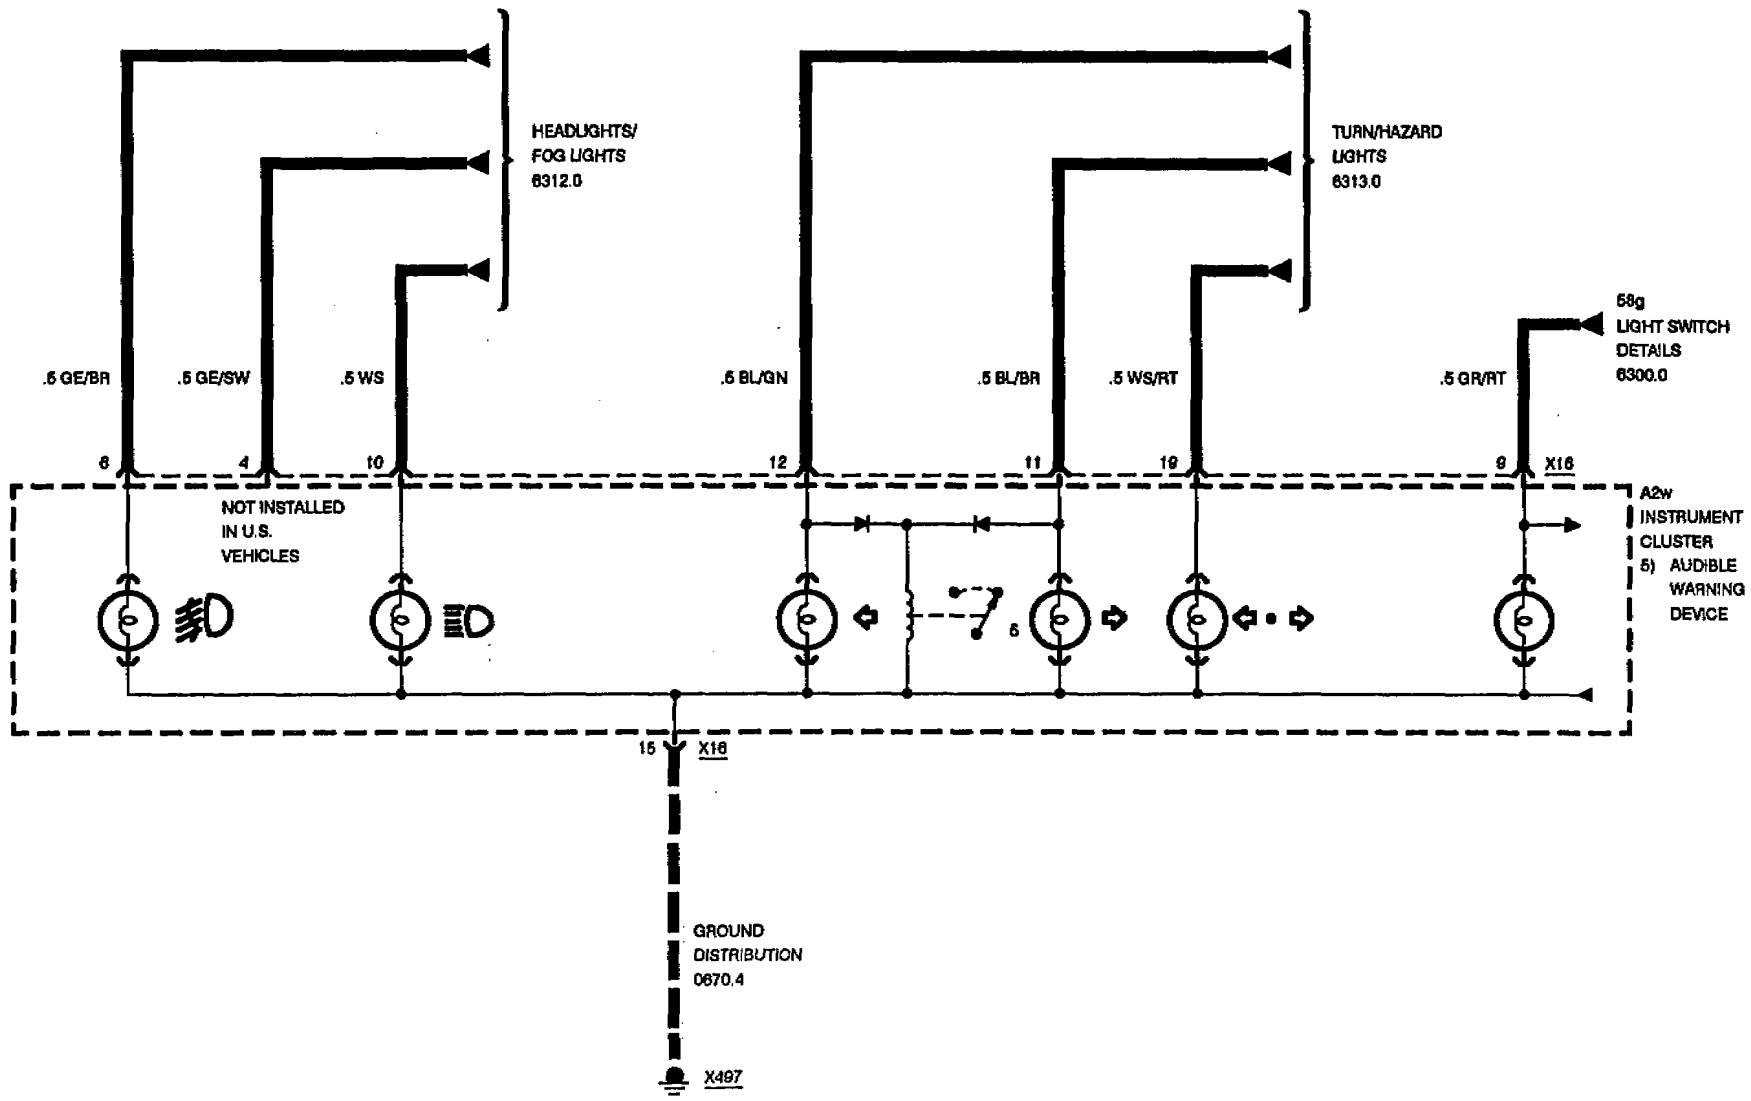 HEADLIGHTS/
FOG LIGHTS
6312.0
TURN/HAZARD
LIGHTS
6313.0
58g
LIGHT SWITCH
DETAILS
6300.0
.5 GE/BR
.5 GE/SW
.5 WS
.5 BL/GN
.5 BL/BR
.5 WS/RT
.5 GR/RT
6
4
10
12
11
19
9
X16
NOT INSTALLED
IN U.S.
VEHICLES
A2w
INSTRUMENT
CLUSTER
5) AUDIBLE
WARNING
DEVICE
5
15
X16
GROUND
DISTRIBUTION
0670.4
X497